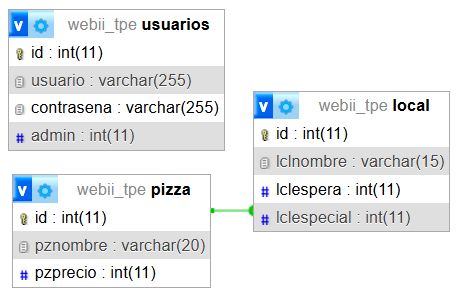 v webii_tpe usuarios
id : int(11)
usuario : varchar(255)
contrasena : varchar(255)
# admin : int(11)
v webii_tpe local
id : int(11)
lclnombre : varchar(15)
# lclespera : int(11)
# lclespecial : int(11)
v webii_tpe pizza
id : int(11)
pznombre : varchar(20)
# pzprecio : int(11)